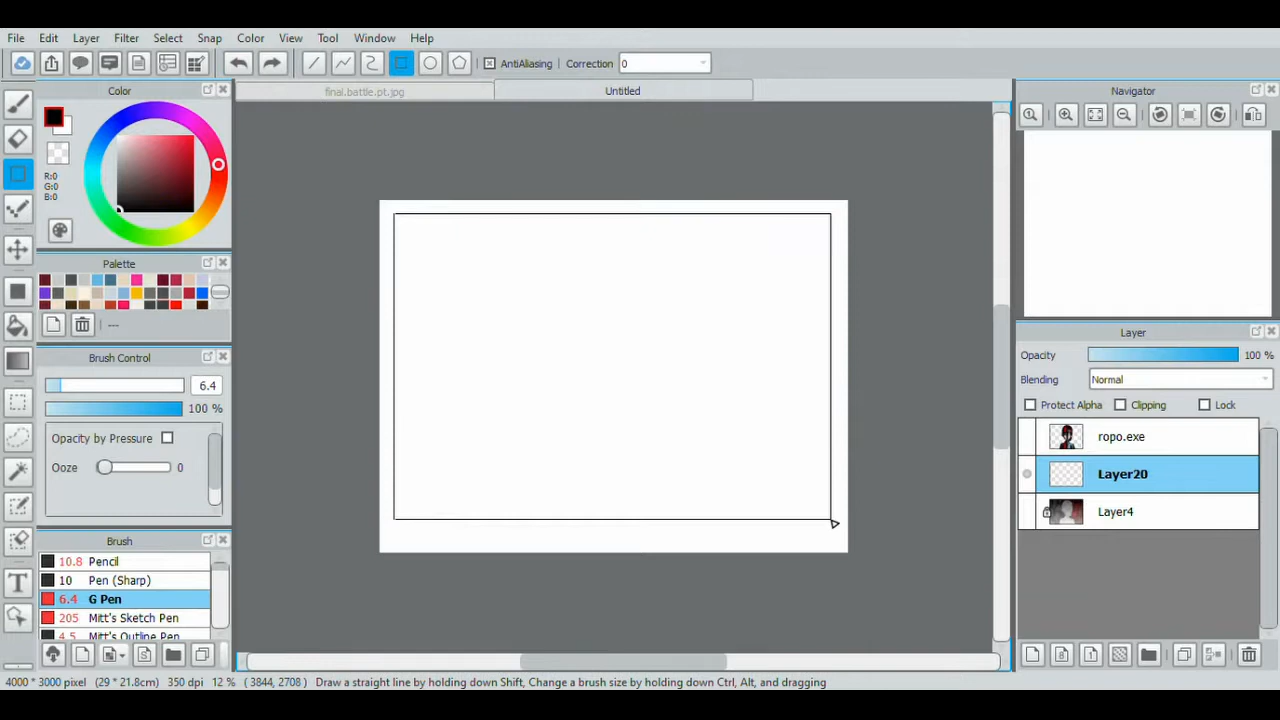 File Edit Layer Filter Select Snap Color View Tool Window Help
AntiAliasing Correction 0
Color final.battle.pt.jpg Untitled Navigator
R:0
G:0
B:0
Palette
---
Brush Control
6.4
100 %
Opacity by Pressure
Ooze 0
Brush
10.8 Pencil
10 Pen (Sharp)
6.4 G Pen
205 Mitt's Sketch Pen
4.5 Mitt's Outline Pen
T
Layer
Opacity 100 %
Blending Normal
Protect Alpha Clipping Lock
ropo.exe
Layer20
Layer4
4000 * 3000 pixel (29 * 21.8cm) 350 dpi 12 % ( 3844, 2708 ) Draw a straight line by holding down Shift, Change a brush size by holding down Ctrl, Alt, and dragging